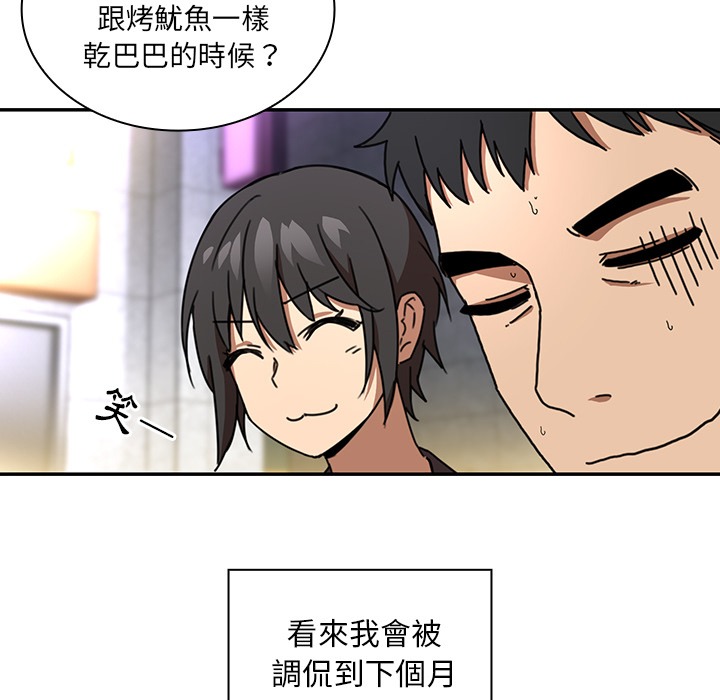 跟烤魷魚一樣
乾巴巴的時候？
笑—
看來我會被
調侃到下個月